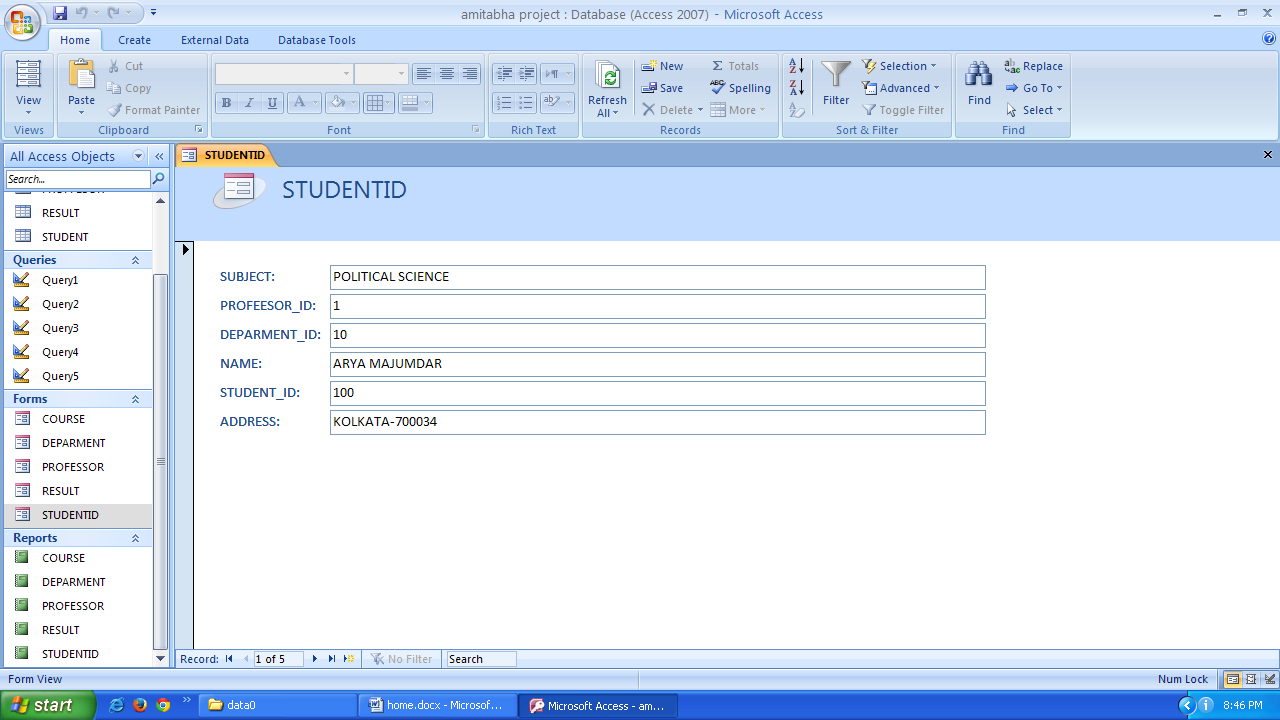 amitabha project : Database (Access 2007) - Microsoft Access
Home Create External Data Database Tools
View
Views
Paste
Cut
Copy
Format Painter
Clipboard
B I U A
Font
Rich Text
Refresh All
New
Save
Delete
Totals
Spelling
More
Records
Filter
Selection
Advanced
Toggle Filter
Sort & Filter
Find
Replace
Go To
Select
Find
All Access Objects
Search...
RESULT
STUDENT
Queries
Query1
Query2
Query3
Query4
Query5
Forms
COURSE
DEPARMENT
PROFESSOR
RESULT
STUDENTID
Reports
COURSE
DEPARMENT
PROFESSOR
RESULT
STUDENTID
STUDENTID
STUDENTID
SUBJECT: POLITICAL SCIENCE
PROFEESOR_ID: 1
DEPARMENT_ID: 10
NAME: ARYA MAJUMDAR
STUDENT_ID: 100
ADDRESS: KOLKATA-700034
Record: 1 of 5 No Filter Search
Form View Num Lock
start data0 home.docx - Microsof... Microsoft Access - am... 8:46 PM